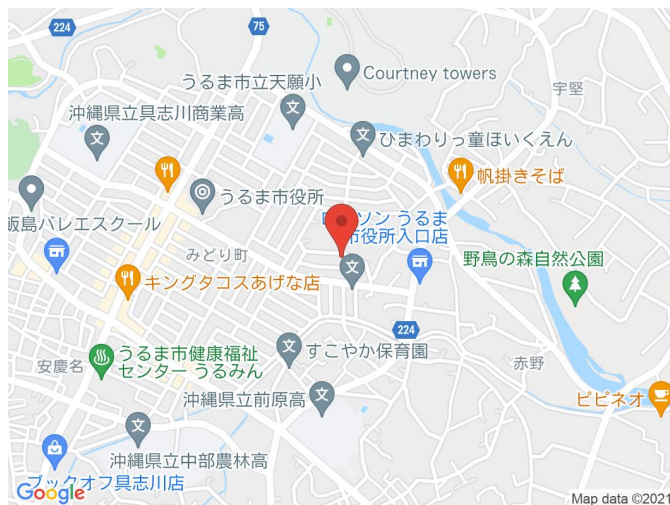 224
75
Courtney towers
うるま市立天願小
宇堅
沖縄県立具志川商業高
ひまわりっ童ほいくえん
帆掛きそば
うるま市役所
飯島バレエスクール
ソン うるま
市役所入口店
みどり町
野鳥の森自然公園
キングタコスあげな店
224
うるま市健康福祉
センター うるみん
すこやか保育園
赤野
安慶名
沖縄県立前原高
ピピネオ
沖縄県立中部農林高
ブックオフ具志川店
Google
Map data ©2021